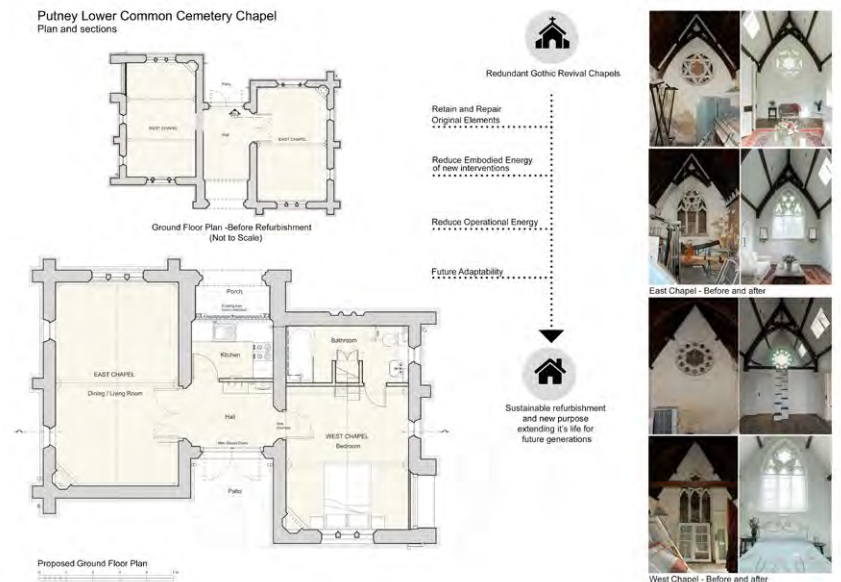 Putney Lower Common Cemetery Chapel
Plan and sections
WEST CHAPEL
Hall
EAST CHAPEL
Ground Floor Plan -Before Refurbishment
(Not to Scale)
Porch
Kitchen
Bathroom
EAST CHAPEL
Dining / Living Room
Hall
WEST CHAPEL
Bedroom
Patio
Proposed Ground Floor Plan
Redundant Gothic Revival Chapels
Retain and Repair
Original Elements
Reduce Embodied Energy
of new interventions
Reduce Operational Energy
Future Adaptability
Sustainable refurbishment
and new purpose
extending it's life for
future generations
East Chapel - Before and after
West Chapel - Before and after